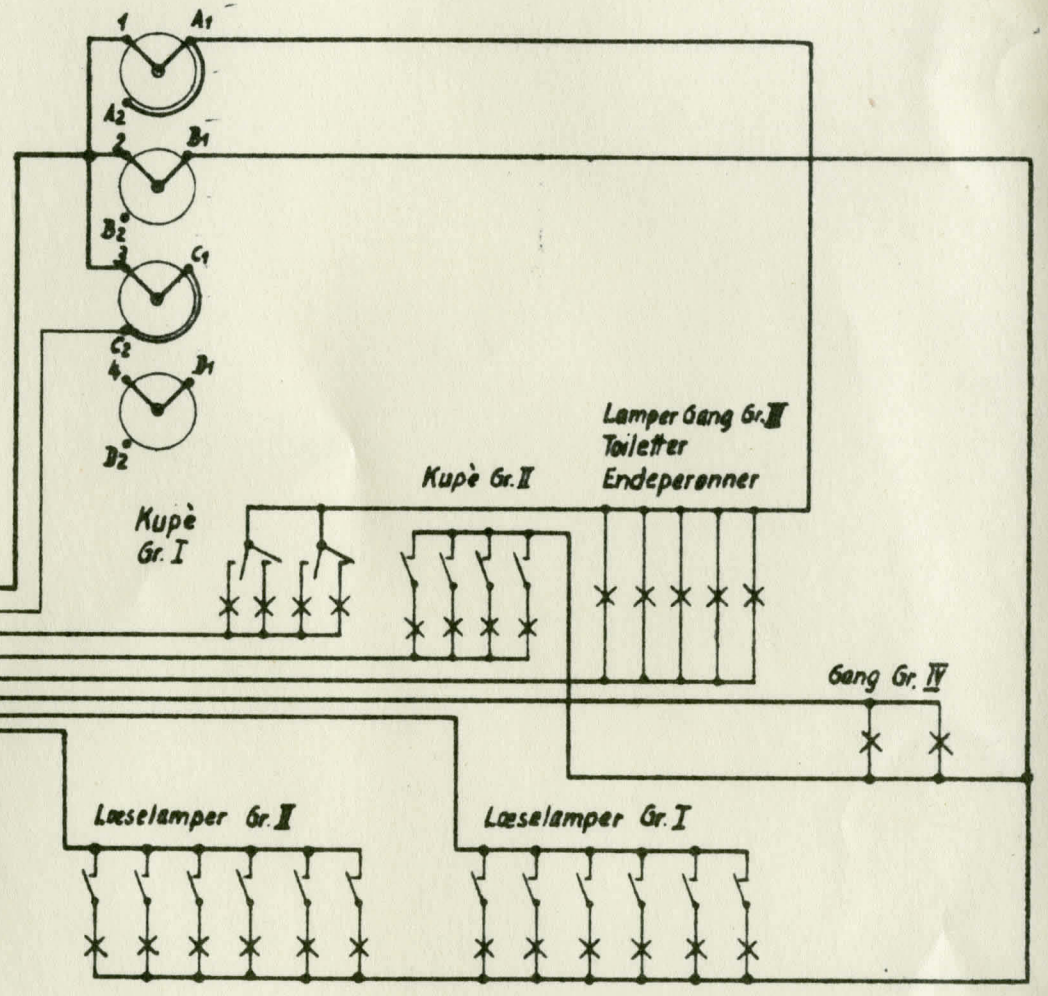 1 A1
A2
2 B1
B2
3 C1
C2
4 D1
D2
Kupè
Gr. I
Kupè Gr. II
Lamper Gang Gr. III
Toiletter
Endeperonner
Gang Gr. IV
Læselamper Gr. II
Læselamper Gr. I